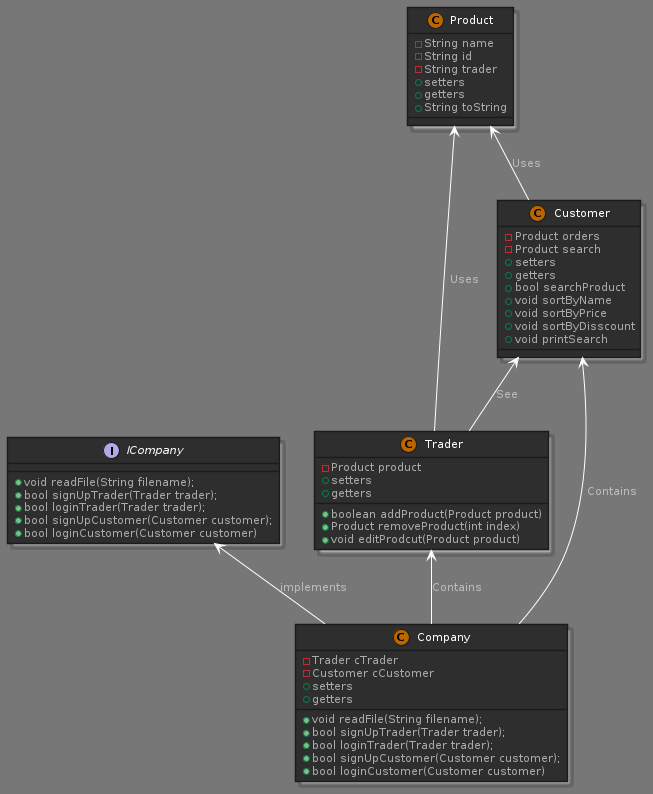 C Product
String name
String id
String trader
setters
getters
String toString
Uses
C Customer
Product orders
Product search
setters
getters
bool searchProduct
void sortByName
void sortByPrice
void sortByDisscount
void printSearch
Uses
See
C Trader
Product product
setters
getters
boolean addProduct(Product product)
Product removeProduct(int index)
void editProdcut(Product product)
I ICompany
void readFile(String filename);
bool signUpTrader(Trader trader);
bool loginTrader(Trader trader);
bool signUpCustomer(Customer customer);
bool loginCustomer(Customer customer)
Contains
implements
Contains
C Company
Trader cTrader
Customer cCustomer
setters
getters
void readFile(String filename);
bool signUpTrader(Trader trader);
bool loginTrader(Trader trader);
bool signUpCustomer(Customer customer);
bool loginCustomer(Customer customer)